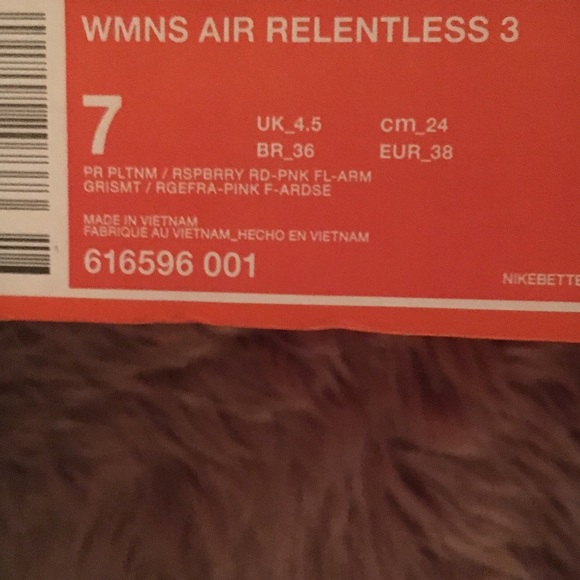 WMNS AIR RELENTLESS 3
7
UK_4.5 cm_24
BR_36 EUR_38
PR PLTNM / RSPBRRY RD-PNK FL-ARM
GRISMT / RGEFRA-PINK F-ARDSE
MADE IN VIETNAM
FABRIQUE AU VIETNAM_HECHO EN VIETNAM
616596 001
NIKEBETTE